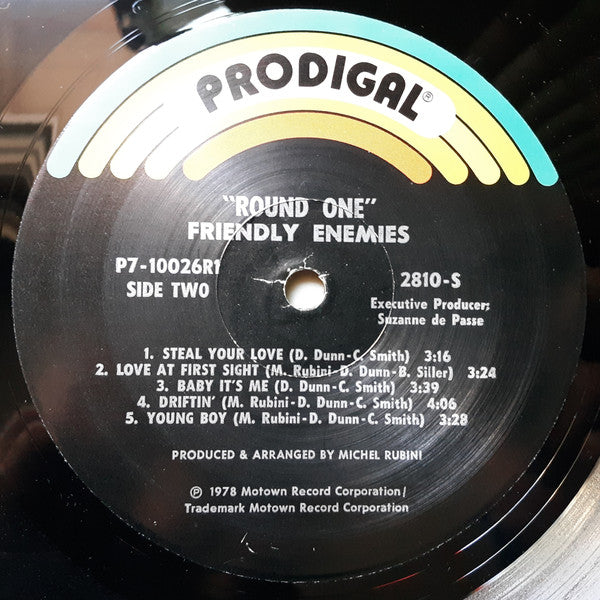 PRODIGAL®
"ROUND ONE"
FRIENDLY ENEMIES
P7-10026R1
SIDE TWO
2810-S
Executive Producer:
Suzanne de Passe
1. STEAL YOUR LOVE (D. Dunn-C. Smith) 3:16
2. LOVE AT FIRST SIGHT (M. Rubini-D. Dunn-B. Siller) 3:24
3. BABY IT'S ME (D. Dunn-C. Smith) 3:39
4. DRIFTIN' (M. Rubini-D. Dunn-C. Smith) 4:06
5. YOUNG BOY (M. Rubini-D. Dunn-C. Smith) 3:28
PRODUCED & ARRANGED BY MICHEL RUBINI
℗ 1978 Motown Record Corporation/
Trademark Motown Record Corporation